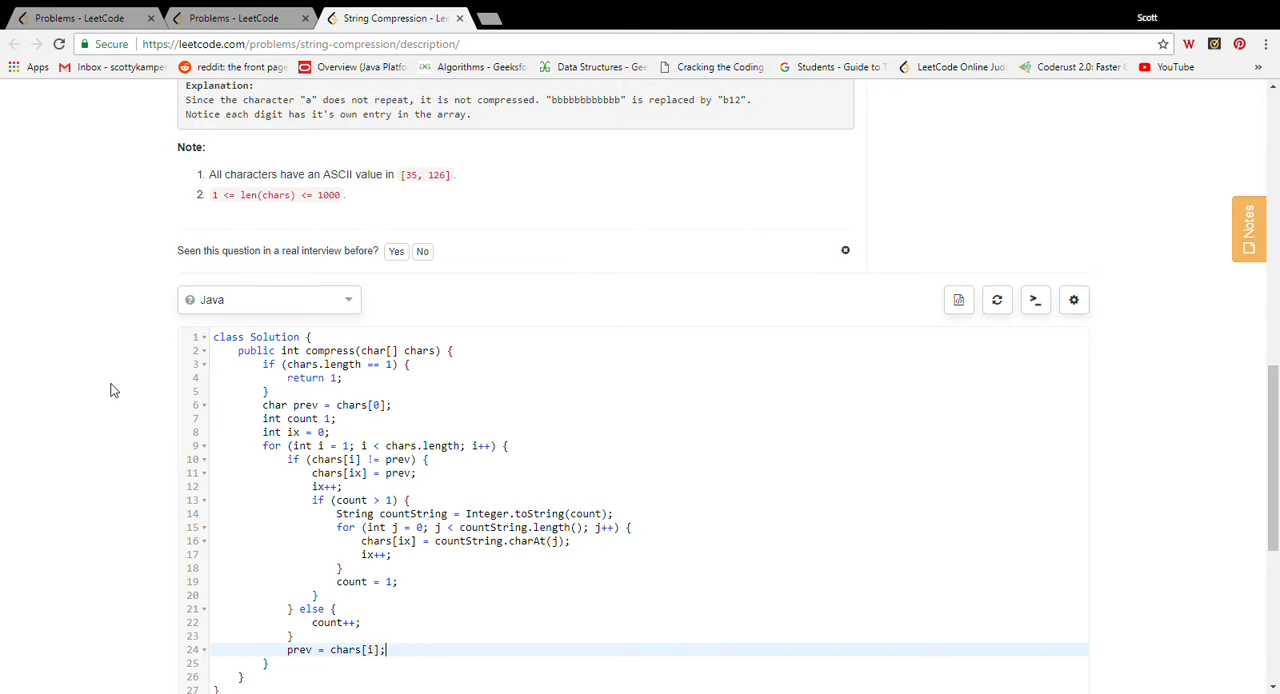 Problems - LeetCode
Problems - LeetCode
String Compression - Le
Scott
Secure
https://leetcode.com/problems/string-compression/description/
Apps
Inbox - scottykamper
reddit: the front page
Overview (Java Platfo
Algorithms - Geeksfo
Data Structures - Gee
Cracking the Coding
Students - Guide to T
LeetCode Online Jud
Coderust 2.0: Faster C
YouTube
»
Explanation:
Since the character "a" does not repeat, it is not compressed. "bbbbbbbbbbbb" is replaced by "b12".
Notice each digit has it's own entry in the array.
Note:
1. All characters have an ASCII value in [35, 126].
2. 1 <= len(chars) <= 1000.
Seen this question in a real interview before? Yes No
Notes
Java
1 class Solution {
2 public int compress(char[] chars) {
3 if (chars.length == 1) {
4 return 1;
5 }
6 char prev = chars[0];
7 int count 1;
8 int ix = 0;
9 for (int i = 1; i < chars.length; i++) {
10 if (chars[i] != prev) {
11 chars[ix] = prev;
12 ix++;
13 if (count > 1) {
14 String countString = Integer.toString(count);
15 for (int j = 0; j < countString.length(); j++) {
16 chars[ix] = countString.charAt(j);
17 ix++;
18 }
19 count = 1;
20 }
21 } else {
22 count++;
23 }
24 prev = chars[i];
25 }
26 }
27 }